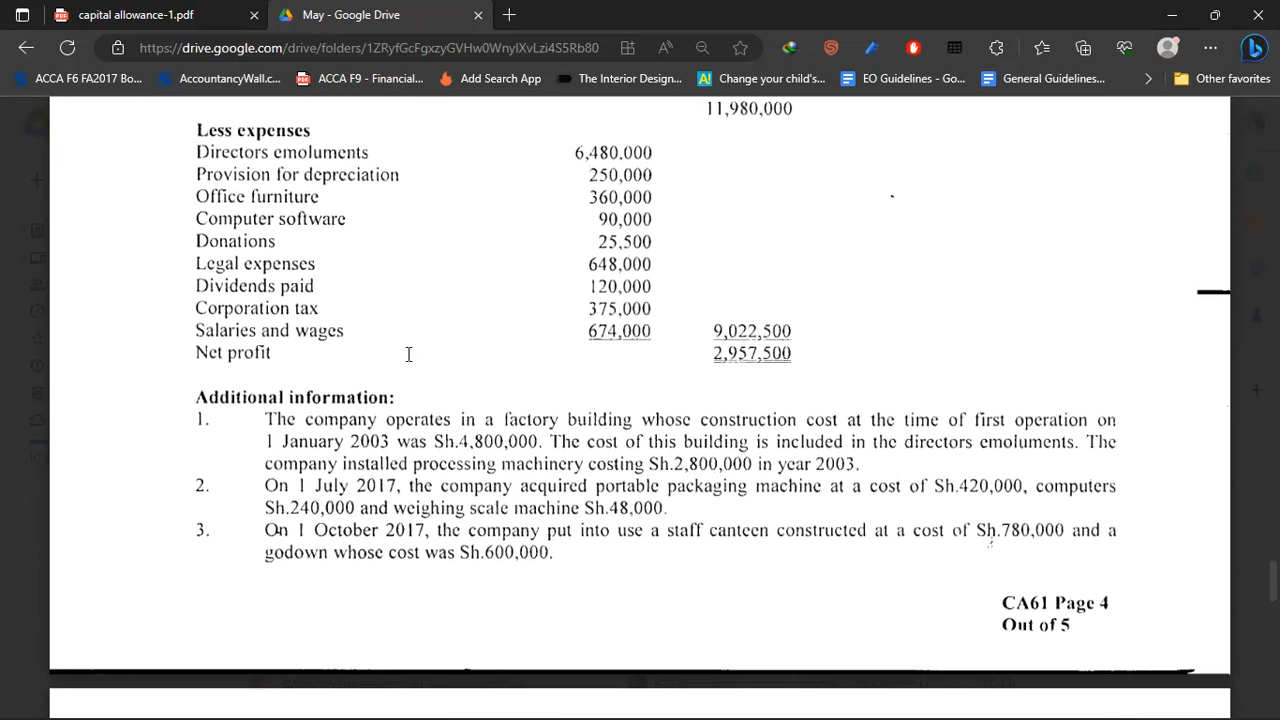 capital allowance-1.pdf
May - Google Drive
https://drive.google.com/drive/folders/1ZRyfGcFgxzyGVHw0WnyIXvLzi4S5Rb80
ACCA F6 FA2017 Bo...
AccountancyWall.c...
ACCA F9 - Financial...
Add Search App
The Interior Design...
Change your child's...
EO Guidelines - Go...
General Guidelines...
Other favorites
11,980,000
Less expenses
Directors emoluments 6,480,000
Provision for depreciation 250,000
Office furniture 360,000
Computer software 90,000
Donations 25,500
Legal expenses 648,000
Dividends paid 120,000
Corporation tax 375,000
Salaries and wages 674,000 9,022,500
Net profit 2,957,500
Additional information:
1. The company operates in a factory building whose construction cost at the time of first operation on
1 January 2003 was Sh.4,800,000. The cost of this building is included in the directors emoluments. The
company installed processing machinery costing Sh.2,800,000 in year 2003.
2. On 1 July 2017, the company acquired portable packaging machine at a cost of Sh.420,000, computers
Sh.240,000 and weighing scale machine Sh.48,000.
3. On 1 October 2017, the company put into use a staff canteen constructed at a cost of Sh.780,000 and a
godown whose cost was Sh.600,000.
CA61 Page 4
Out of 5